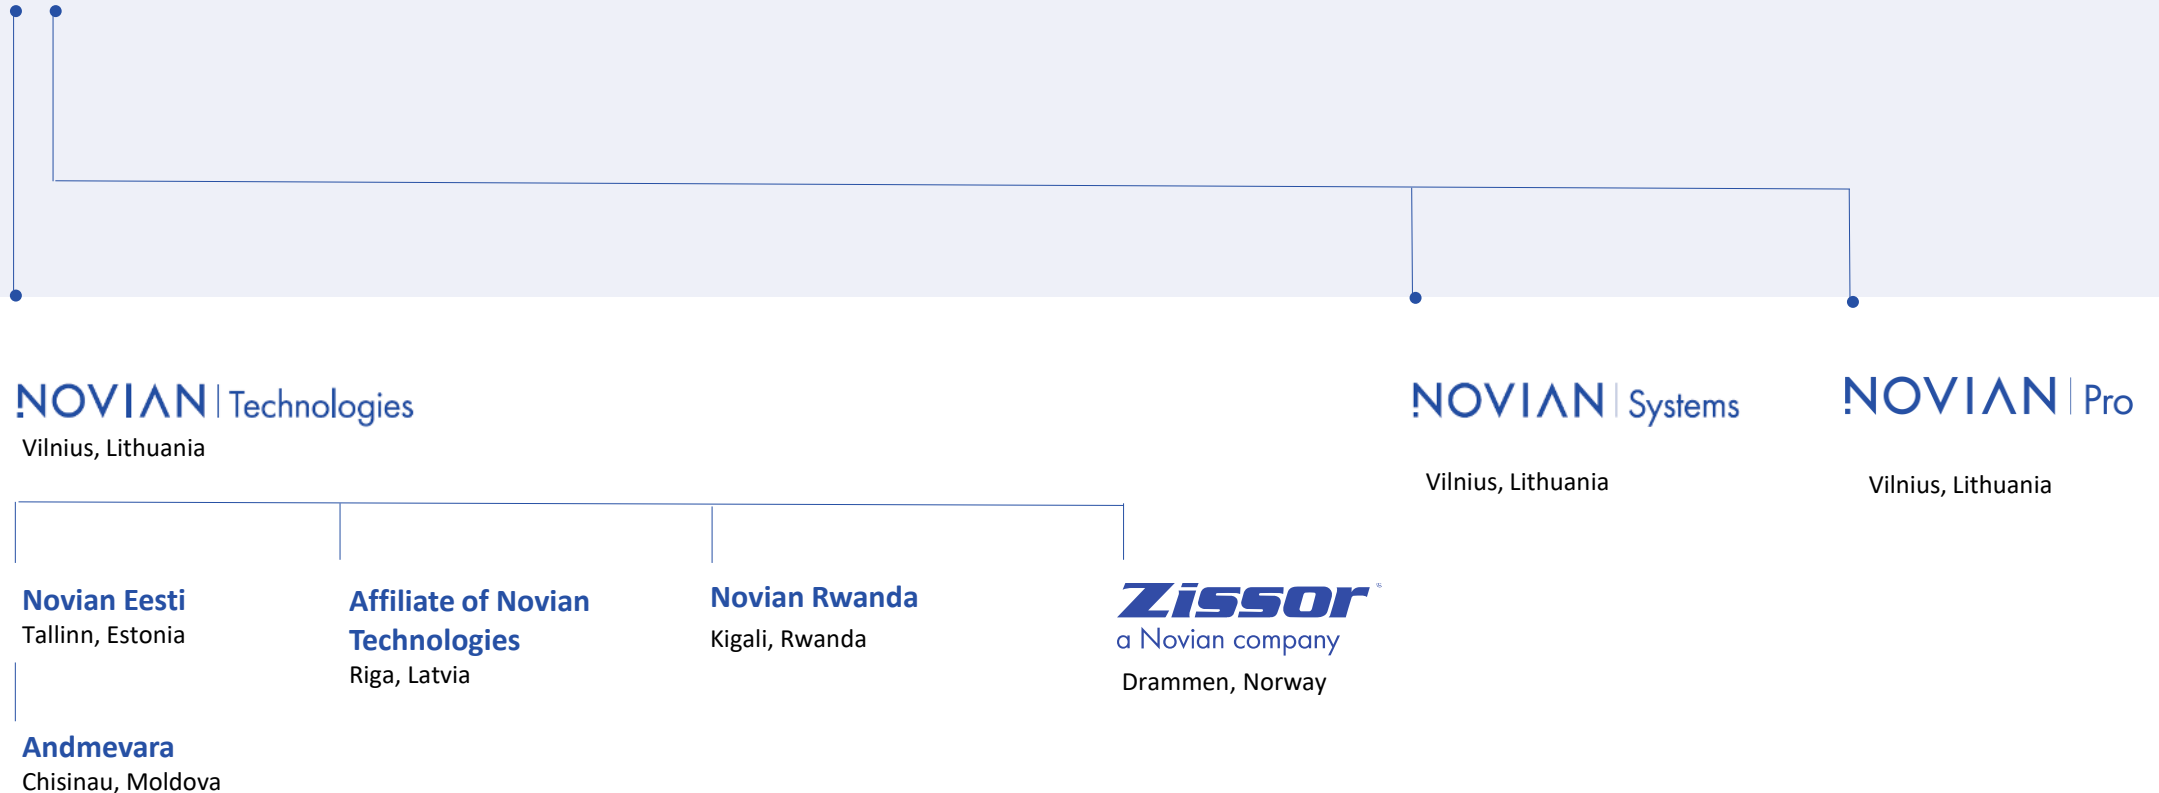 NOVIAN | Technologies
Vilnius, Lithuania
NOVIAN | Systems
Vilnius, Lithuania
NOVIAN | Pro
Vilnius, Lithuania
Novian Eesti
Tallinn, Estonia
Affiliate of Novian
Technologies
Riga, Latvia
Novian Rwanda
Kigali, Rwanda
Zissor®
a Novian company
Drammen, Norway
Andmevara
Chisinau, Moldova